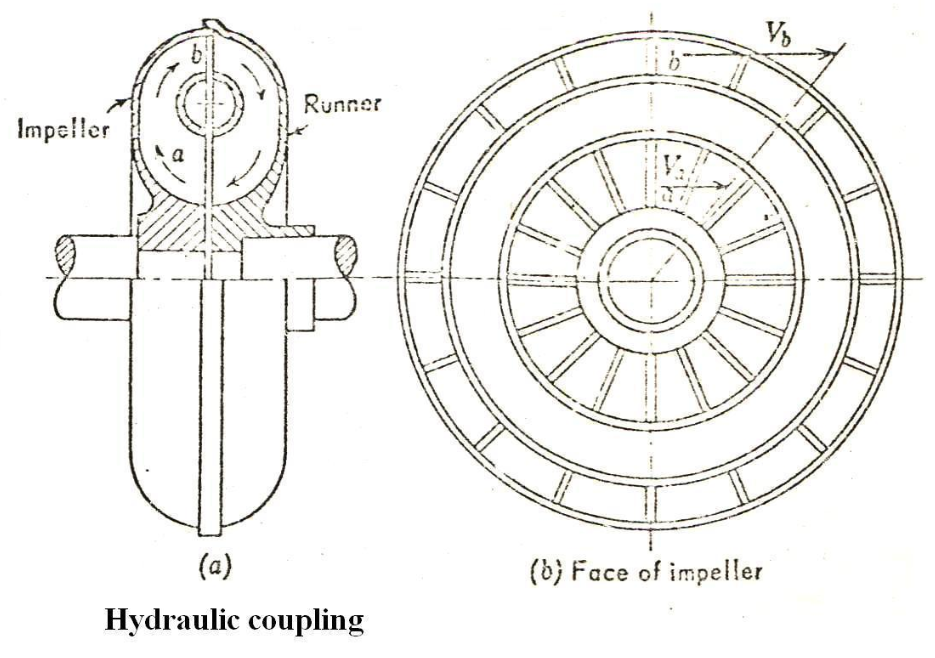 Impeller
Runner
b
a
V_b
b
V_a
a
(a)
(b) Face of impeller
Hydraulic coupling